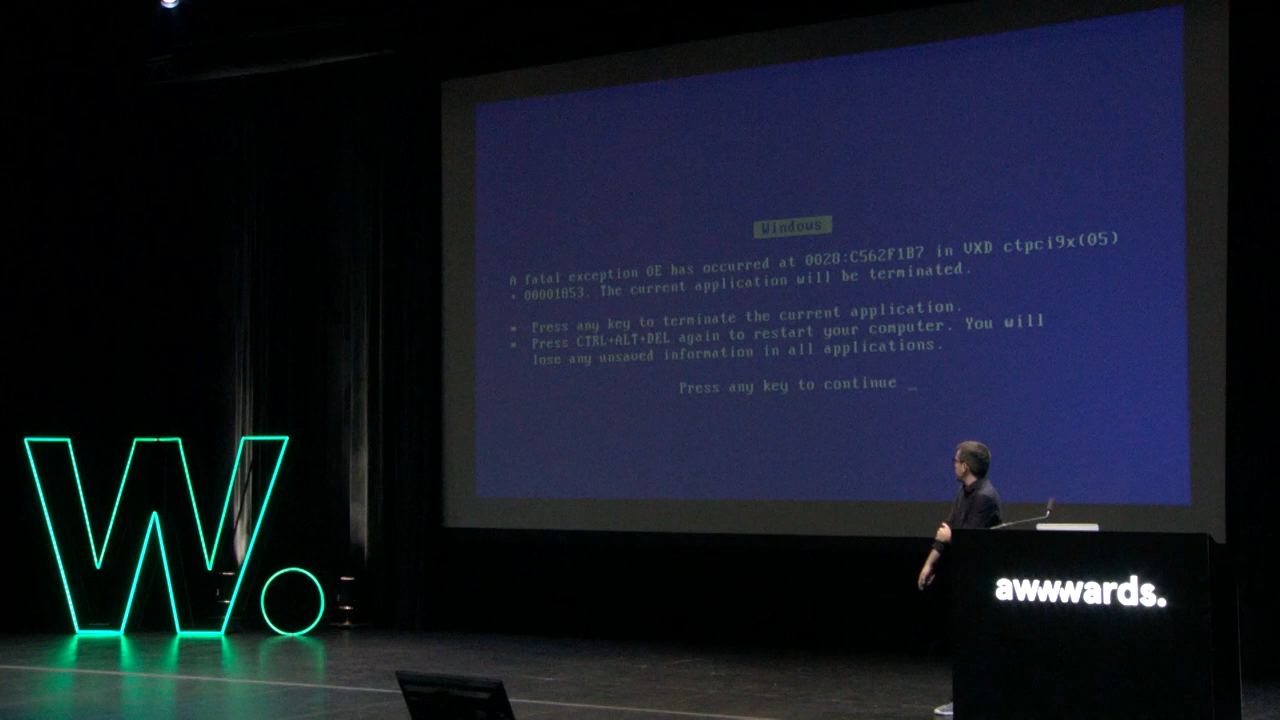 Windows
A fatal exception 0E has occurred at 0028:C562F1B7 in VXD ctpci9x(05)
+ 00001853. The current application will be terminated.
* Press any key to terminate the current application.
* Press CTRL+ALT+DEL again to restart your computer. You will
lose any unsaved information in all applications.
Press any key to continue _
W.
awwwards.